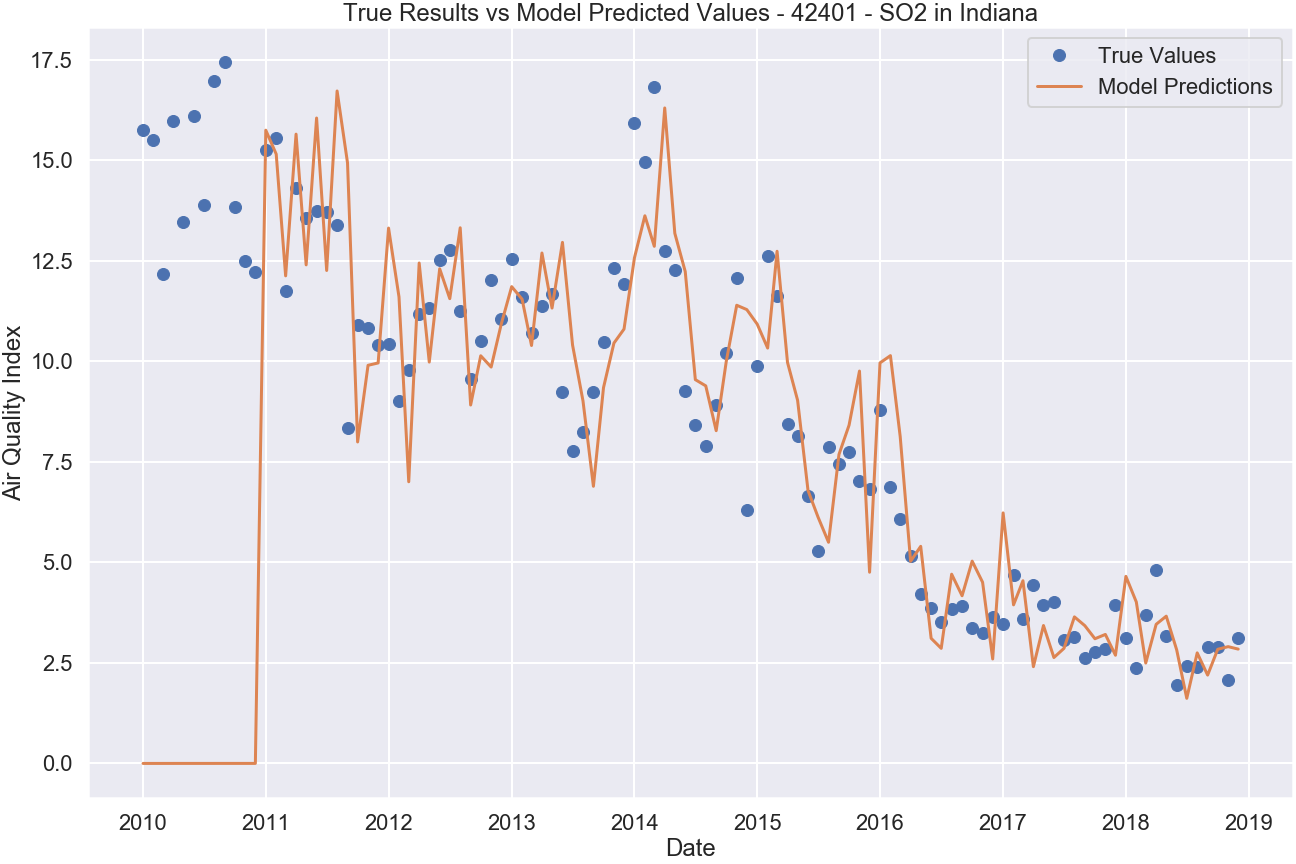 True Results vs Model Predicted Values - 42401 - SO2 in Indiana
True Values
Model Predictions
Air Quality Index
17.5
15.0
12.5
10.0
7.5
5.0
2.5
0.0
2010 2011 2012 2013 2014 2015 2016 2017 2018 2019
Date